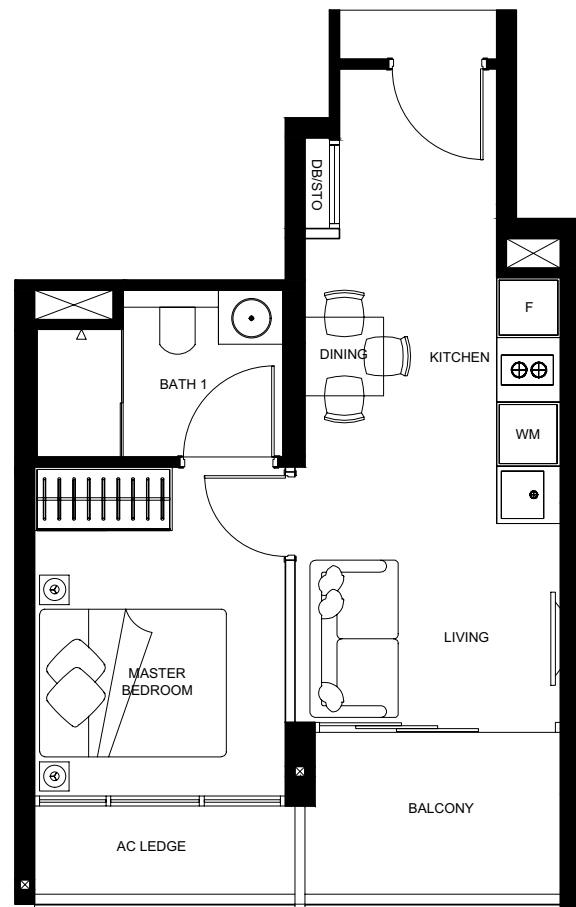 DB/STO
F
DINING
KITCHEN
BATH 1
WM
LIVING
MASTER
BEDROOM
BALCONY
AC LEDGE